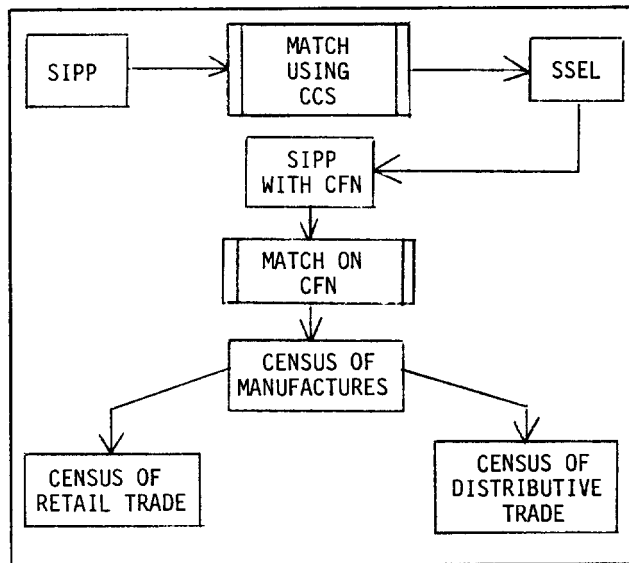 SIPP
MATCH
USING
CCS
SSEL
SIPP
WITH CFN
MATCH ON
CFN
CENSUS OF
MANUFACTURES
CENSUS OF
RETAIL TRADE
CENSUS OF
DISTRIBUTIVE
TRADE